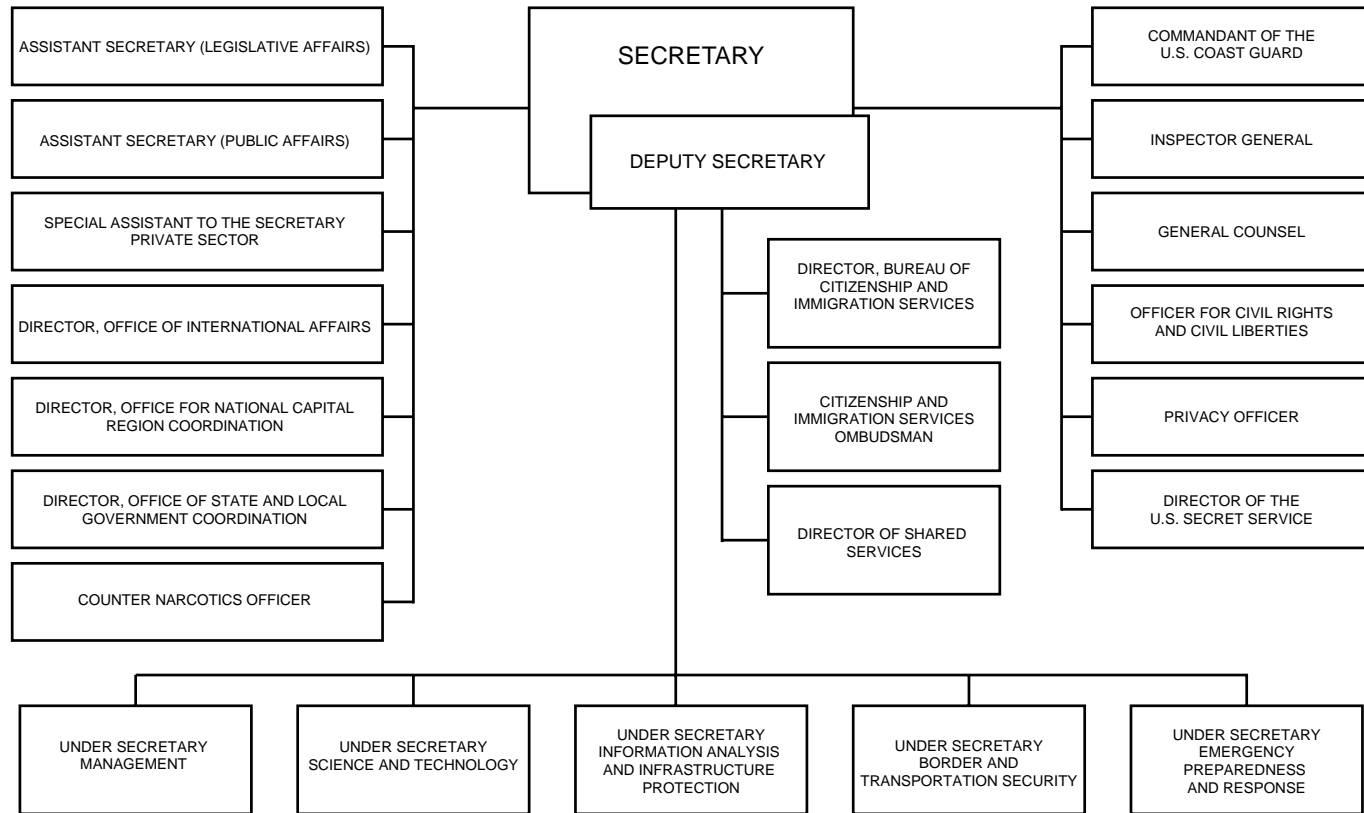 SECRETARY
DEPUTY SECRETARY
ASSISTANT SECRETARY (LEGISLATIVE AFFAIRS)
ASSISTANT SECRETARY (PUBLIC AFFAIRS)
SPECIAL ASSISTANT TO THE SECRETARY
PRIVATE SECTOR
DIRECTOR, OFFICE OF INTERNATIONAL AFFAIRS
DIRECTOR, OFFICE FOR NATIONAL CAPITAL
REGION COORDINATION
DIRECTOR, OFFICE OF STATE AND LOCAL
GOVERNMENT COORDINATION
COUNTER NARCOTICS OFFICER
DIRECTOR, BUREAU OF
CITIZENSHIP AND
IMMIGRATION SERVICES
CITIZENSHIP AND
IMMIGRATION SERVICES
OMBUDSMAN
DIRECTOR OF SHARED
SERVICES
COMMANDANT OF THE
U.S. COAST GUARD
INSPECTOR GENERAL
GENERAL COUNSEL
OFFICER FOR CIVIL RIGHTS
AND CIVIL LIBERTIES
PRIVACY OFFICER
DIRECTOR OF THE
U.S. SECRET SERVICE
UNDER SECRETARY
MANAGEMENT
UNDER SECRETARY
SCIENCE AND TECHNOLOGY
UNDER SECRETARY
INFORMATION ANALYSIS
AND INFRASTRUCTURE
PROTECTION
UNDER SECRETARY
BORDER AND
TRANSPORTATION SECURITY
UNDER SECRETARY
EMERGENCY
PREPAREDNESS
AND RESPONSE